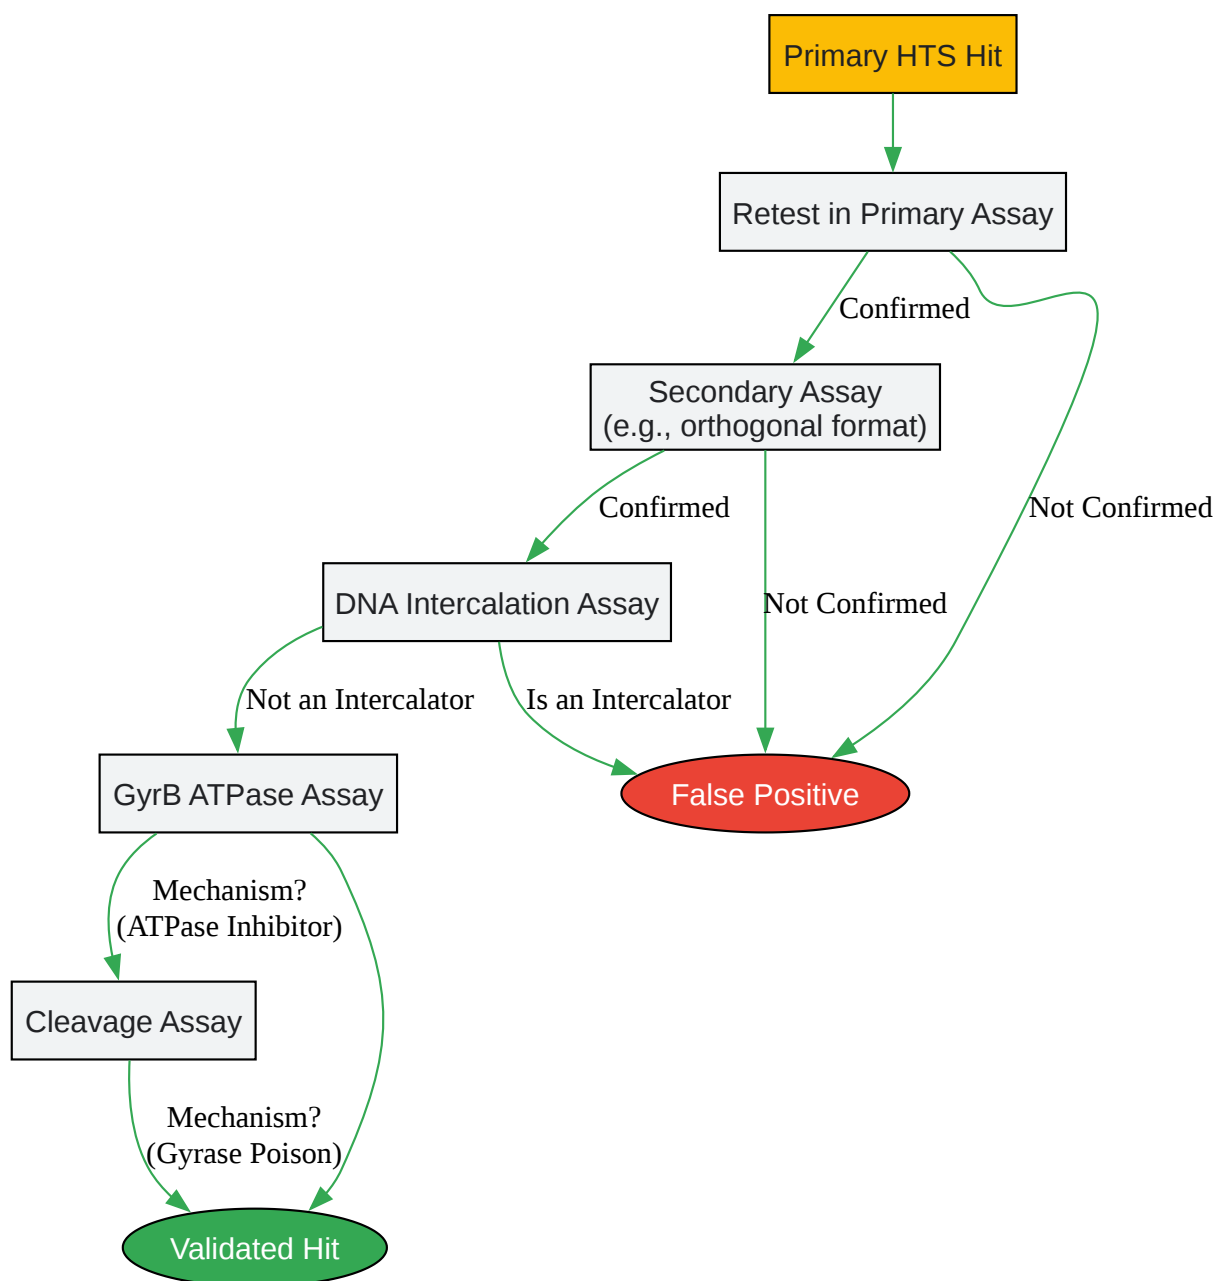 Primary HTS Hit
Retest in Primary Assay
Confirmed
Secondary Assay
(e.g., orthogonal format)
Confirmed
Not Confirmed
DNA Intercalation Assay
Not Confirmed
Not an Intercalator
Is an Intercalator
GyrB ATPase Assay
False Positive
Mechanism?
(ATPase Inhibitor)
Cleavage Assay
Mechanism?
(Gyrase Poison)
Validated Hit